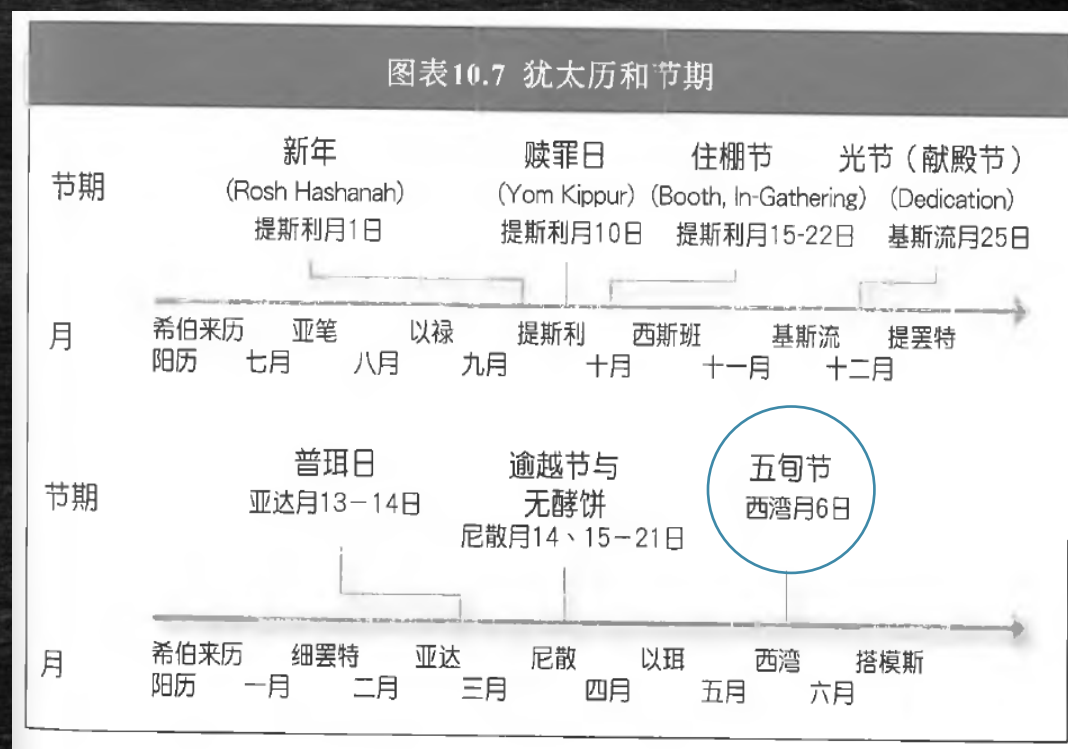 图表10.7 犹太历和节期
节期
新年 赎罪日 住棚节 光节（献殿节）
(Rosh Hashanah) (Yom Kippur) (Booth, In-Gathering) (Dedication)
提斯利月1日 提斯利月10日 提斯利月15-22日 基斯流月25日
月
希伯来历 亚笔 以禄 提斯利 西斯班 基斯流 提罢特
阳历 七月 八月 九月 十月 十一月 十二月
节期
普珥日 逾越节与 五旬节
亚达月13－14日 无酵饼 西湾月6日
尼散月14、15－21日
月
希伯来历 细罢特 亚达 尼散 以珥 西湾 搭模斯
阳历 一月 二月 三月 四月 五月 六月